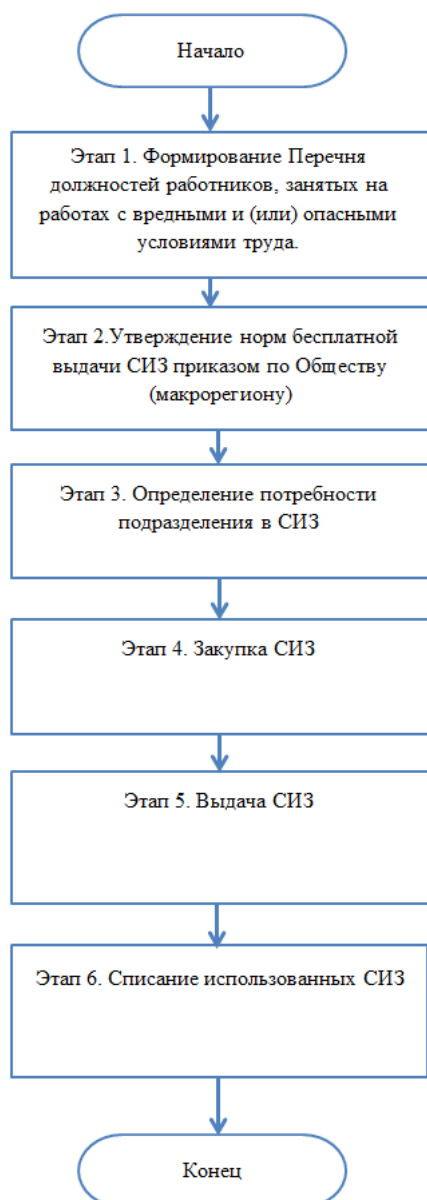 Начало
Этап 1. Формирование Перечня
должностей работников, занятых на
работах с вредными и (или) опасными
условиями труда.
Этап 2.Утверждение норм бесплатной
выдачи СИЗ приказом по Обществу
(макрорегиону)
Этап 3. Определение потребности
подразделения в СИЗ
Этап 4. Закупка СИЗ
Этап 5. Выдача СИЗ
Этап 6. Списание использованных СИЗ
Конец